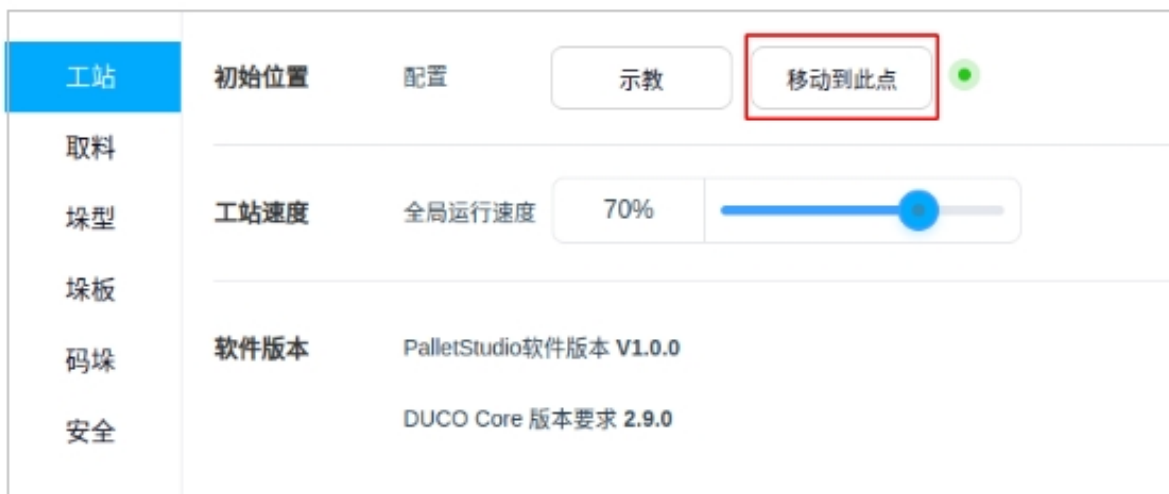 工站
初始位置 配置 示教 移动到此点
取料
垛型
工站速度 全局运行速度 70%
垛板
码垛
软件版本 PalletStudio软件版本 V1.0.0
安全
DUCO Core 版本要求 2.9.0